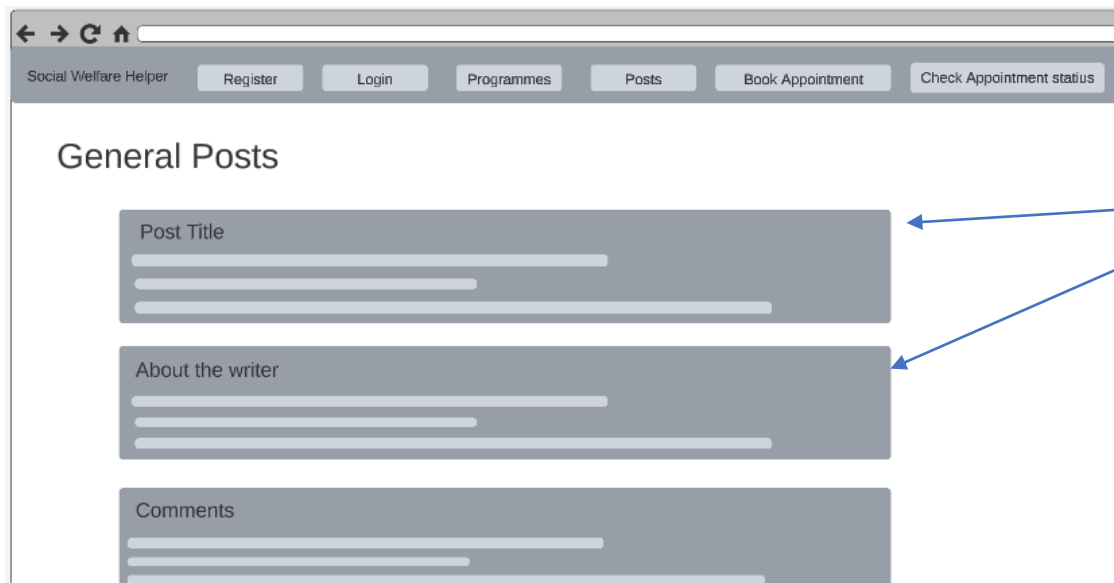 Social Welfare Helper Register Login Programmes Posts Book Appointment Check Appointment statius
General Posts
Post Title
About the writer
Comments